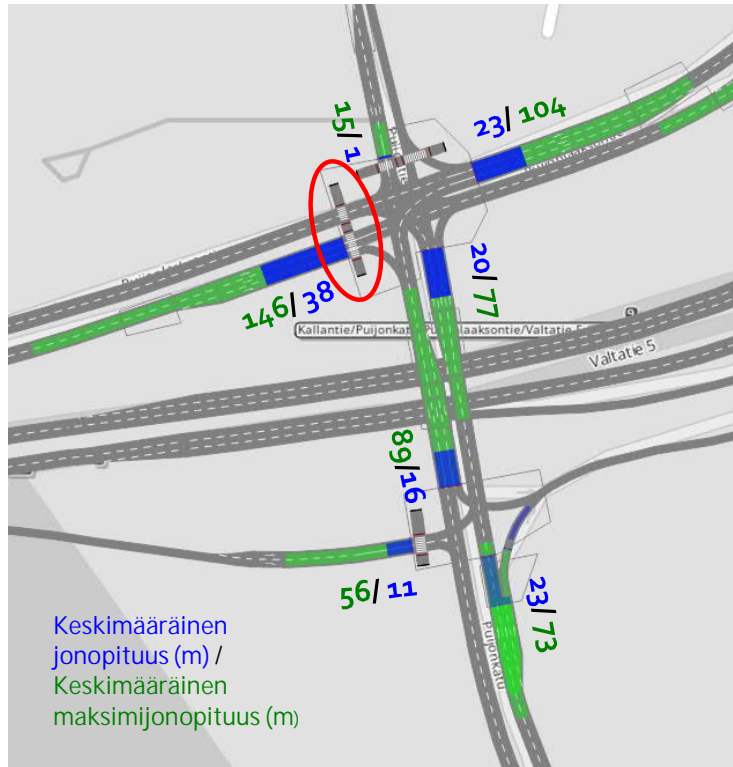 15/ 1
23/ 104
146/ 38
20/ 77
Kallantie/Puijonkatu
Valtatie 5
89/16
56/ 11
23/ 73
Puijonkatu
Keskimääräinen
jonopituus (m) /
Keskimääräinen
maksimijonopituus (m)